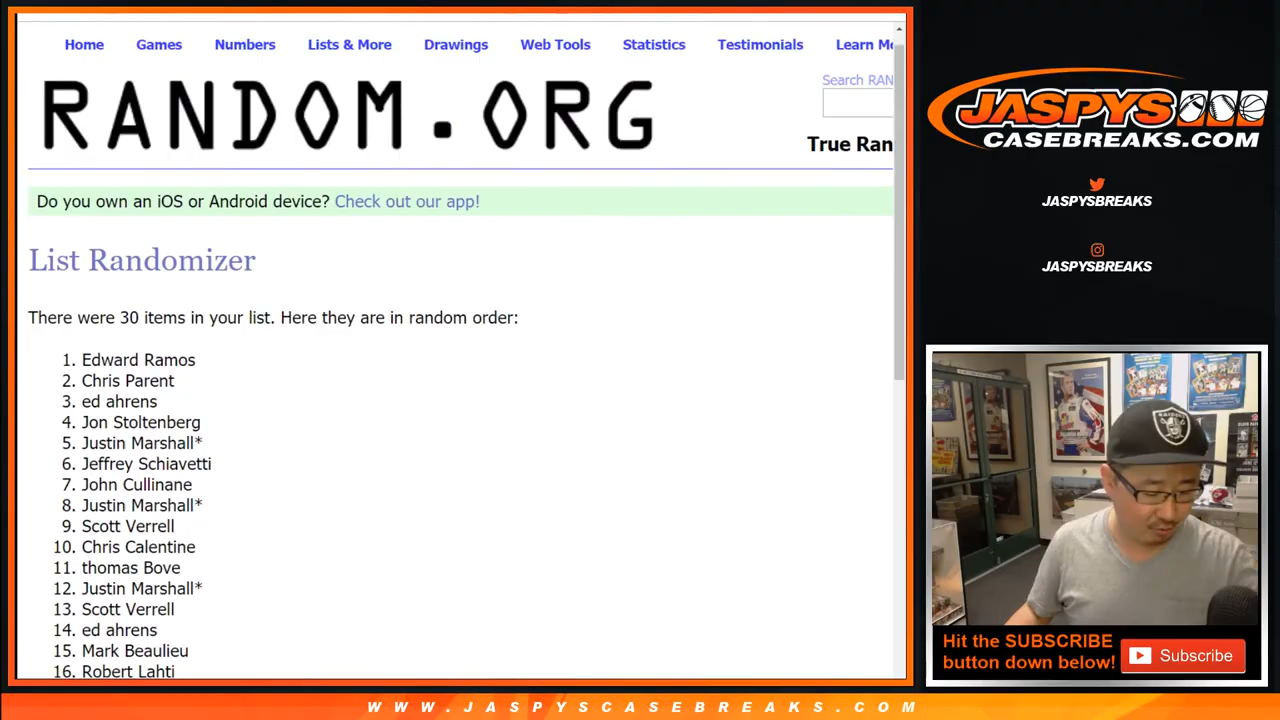 Home Games Numbers Lists & More Drawings Web Tools Statistics Testimonials Learn Mo
RANDOM.ORG
Search RAN
True Ran
Do you own an iOS or Android device? Check out our app!
List Randomizer
There were 30 items in your list. Here they are in random order:
1. Edward Ramos
2. Chris Parent
3. ed ahrens
4. Jon Stoltenberg
5. Justin Marshall*
6. Jeffrey Schiavetti
7. John Cullinane
8. Justin Marshall*
9. Scott Verrell
10. Chris Calentine
11. thomas Bove
12. Justin Marshall*
13. Scott Verrell
14. ed ahrens
15. Mark Beaulieu
16. Robert Lahti
JASPYS
CASEBREAKS.COM
JASPYSBREAKS
JASPYSBREAKS
RAIDERS
Hit the SUBSCRIBE
button down below!
Subscribe
WWW.JASPYSCASEBREAKS.COM